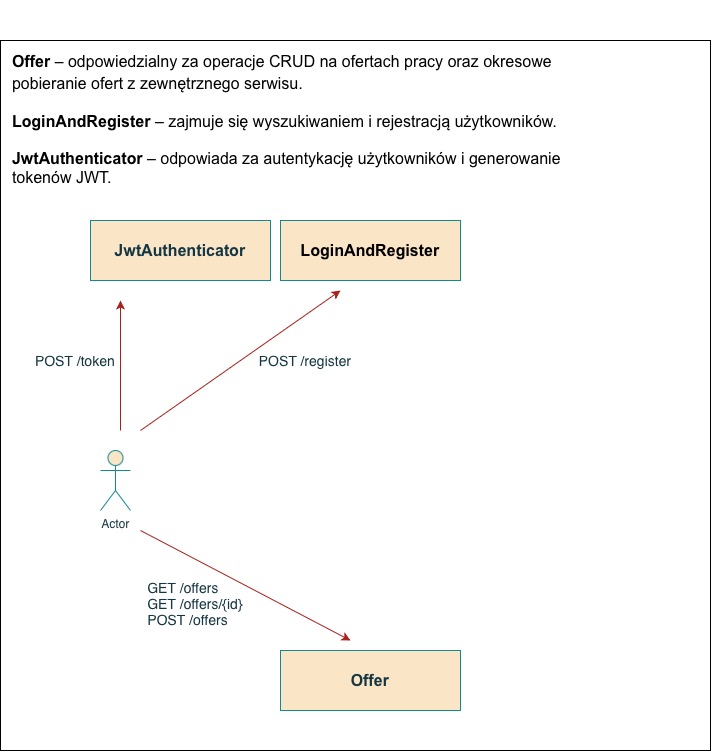 Offer – odpowiedzialny za operacje CRUD na ofertach pracy oraz okresowe
pobieranie ofert z zewnętrznego serwisu.
LoginAndRegister – zajmuje się wyszukiwaniem i rejestracją użytkowników.
JwtAuthenticator – odpowiada za autentykację użytkowników i generowanie
tokenów JWT.
JwtAuthenticator
LoginAndRegister
POST /token
POST /register
Actor
GET /offers
GET /offers/{id}
POST /offers
Offer